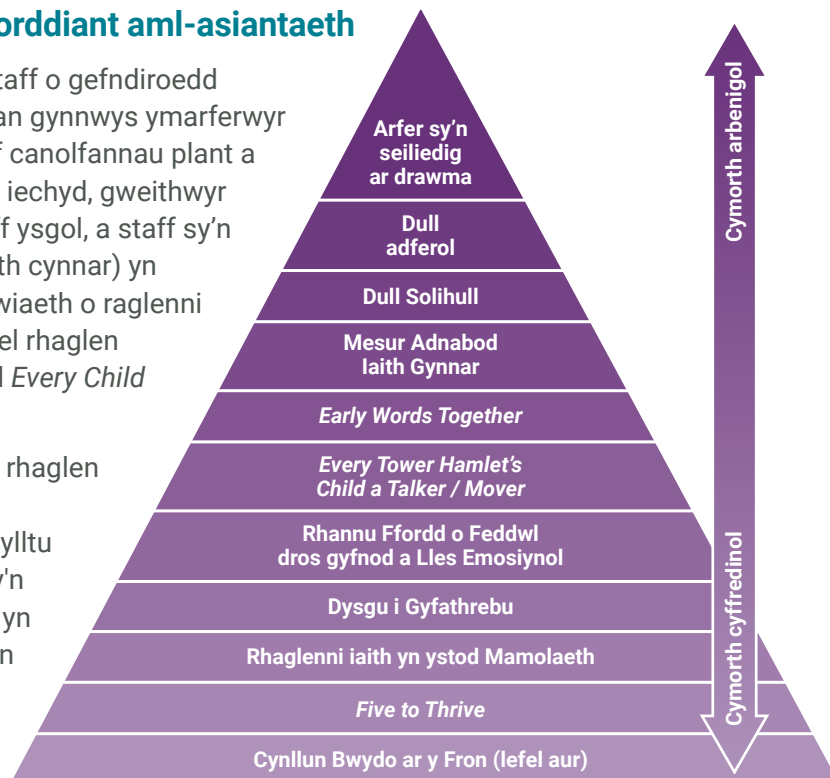 orddiant aml-asiantaeth
taff o gefndiroedd
an gynnwys ymarferwyr
canolfannau plant a
iechyd, gweithwyr
ff ysgol, a staff sy’n
th cynnar) yn
wiaeth o raglenni
el rhaglen
Every Child
rhaglen
ylltu
y'n
yn
n
Arfer sy’n
seiliedig
ar drawma
Dull
adferol
Dull Solihull
Mesur Adnabod
Iaith Gynnar
Early Words Together
Every Tower Hamlet’s
Child a Talker / Mover
Rhannu Ffordd o Feddwl
dros gyfnod a Lles Emosiynol
Dysgu i Gyfathrebu
Rhaglenni iaith yn ystod Mamolaeth
Five to Thrive
Cynllun Bwydo ar y Fron (lefel aur)
Cymorth arbenigol
Cymorth cyffredinol